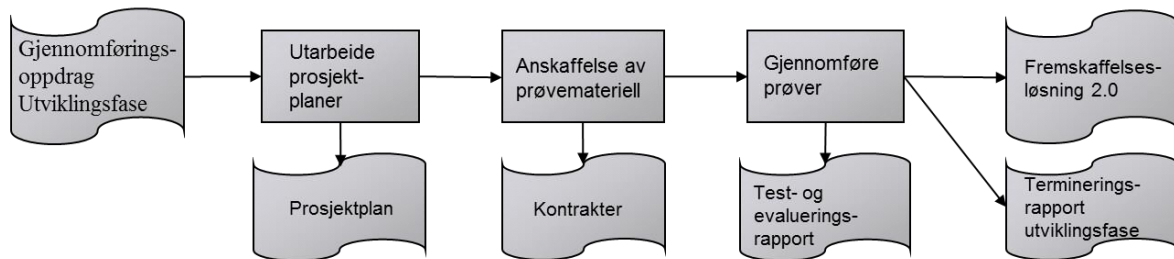 Gjennomførings-
oppdrag
Utviklingsfase
Utarbeide
prosjekt-
planer
Anskaffelse av
prøvemateriell
Gjennomføre
prøver
Fremskaffelses-
løsning 2.0
Prosjektplan
Kontrakter
Test- og
evaluerings-
rapport
Terminerings-
rapport
utviklingsfase